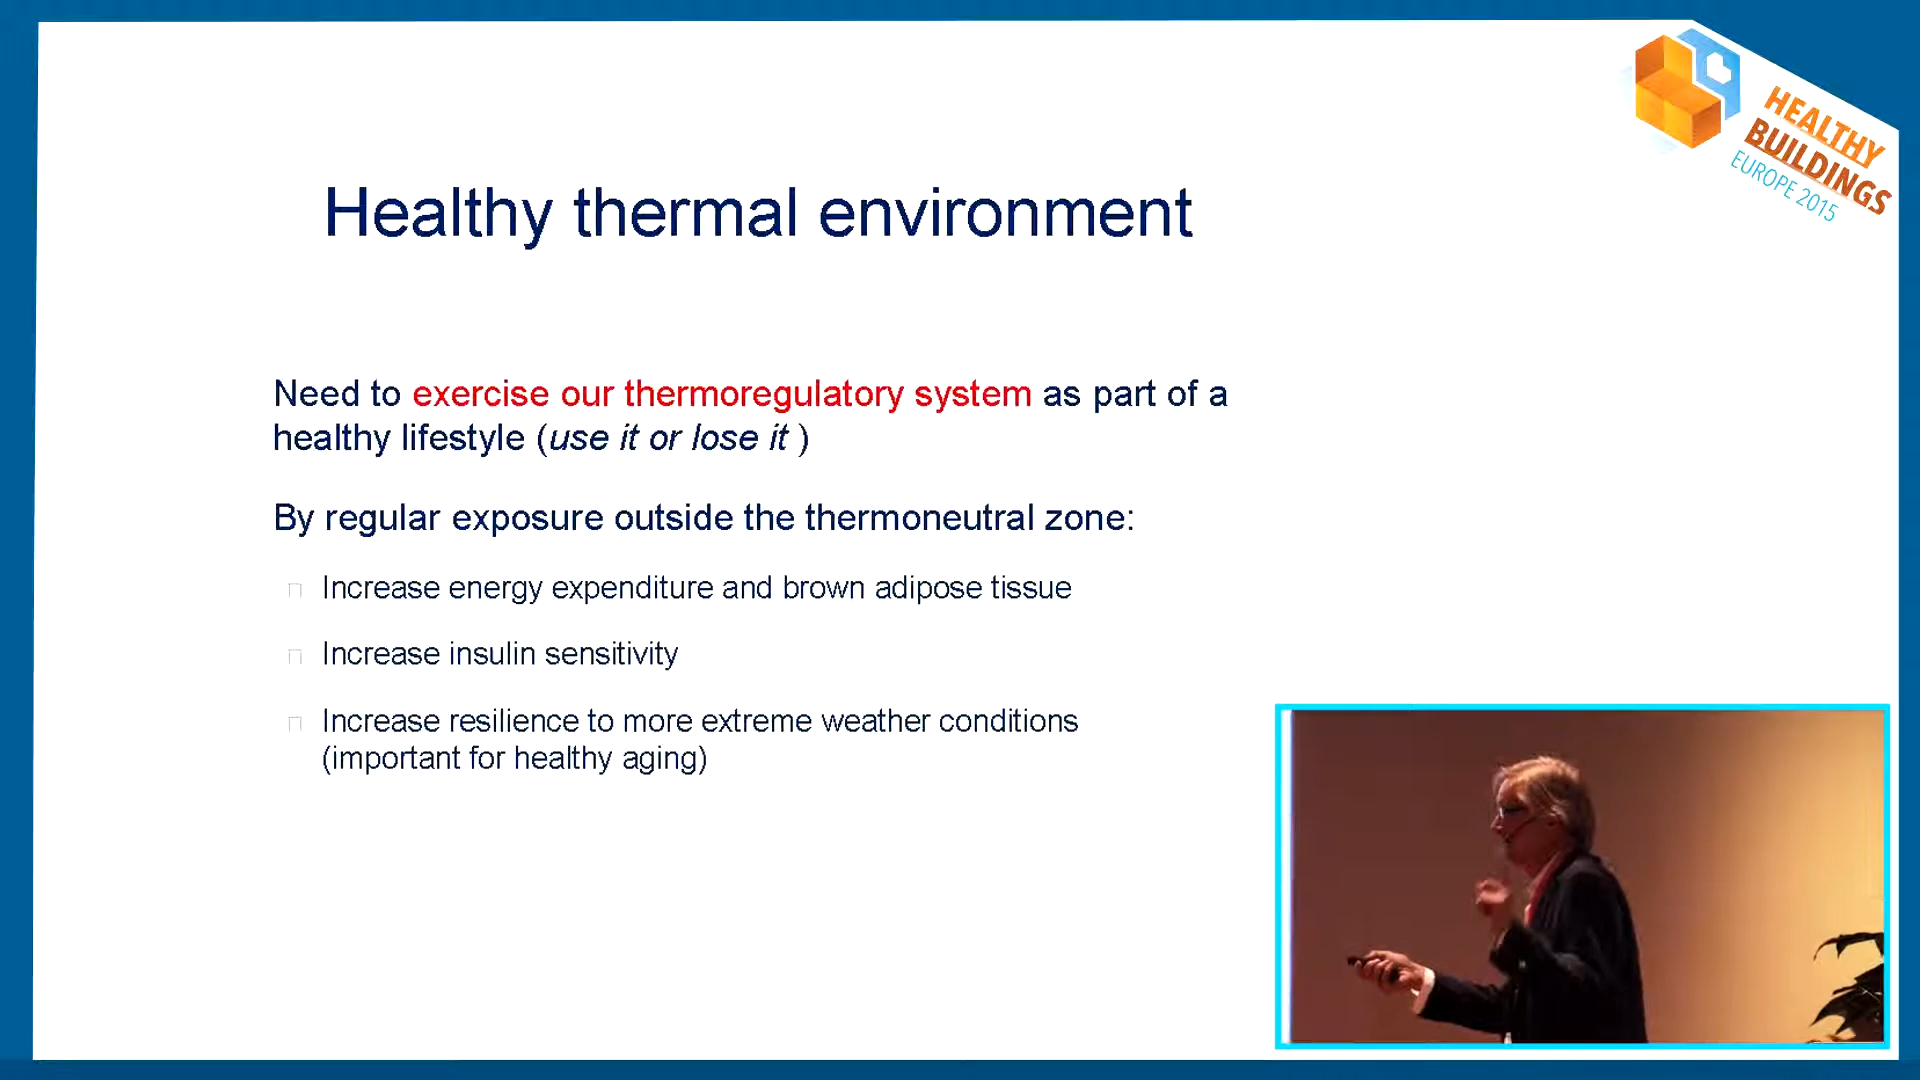 HEALTHY
BUILDINGS
EUROPE 2015
Healthy thermal environment
Need to exercise our thermoregulatory system as part of a
healthy lifestyle (use it or lose it )
By regular exposure outside the thermoneutral zone:
Increase energy expenditure and brown adipose tissue
Increase insulin sensitivity
Increase resilience to more extreme weather conditions
(important for healthy aging)